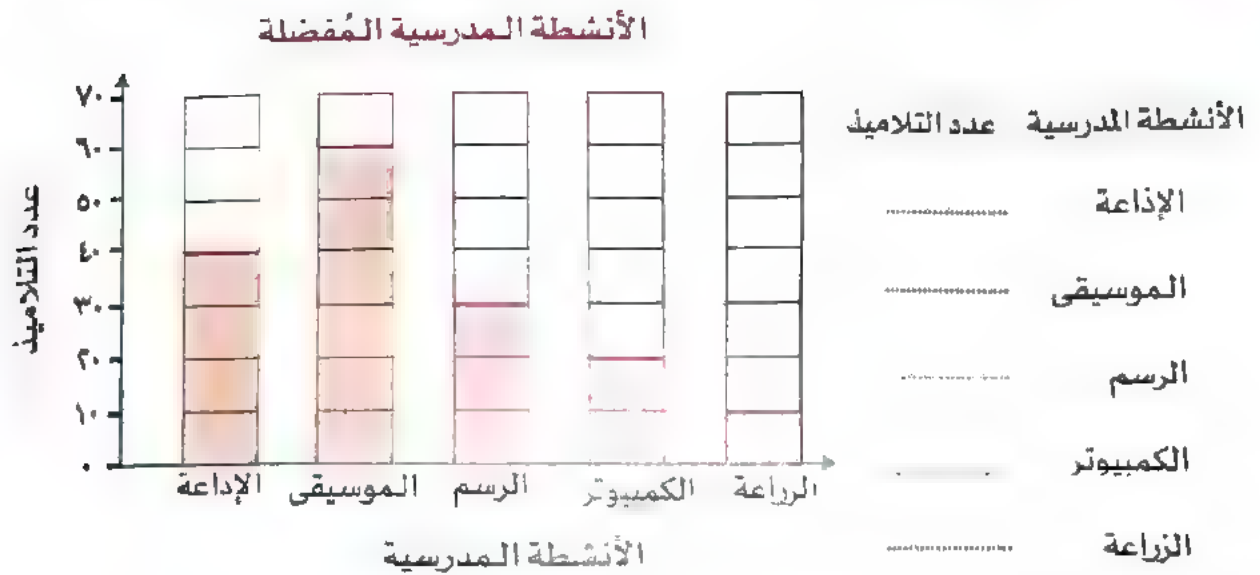 الأنشطة المدرسية المُفضلة
٧٠
٦٠
٥٠
٤٠
٣٠
٢٠
١٠
٠
عدد التلاميذ
الإذاعة الموسيقى الرسم الكمبيوتر الزراعة
الأنشطة المدرسية
الأنشطة المدرسية عدد التلاميذ
الإذاعة
الموسيقى
الرسم
الكمبيوتر
الزراعة